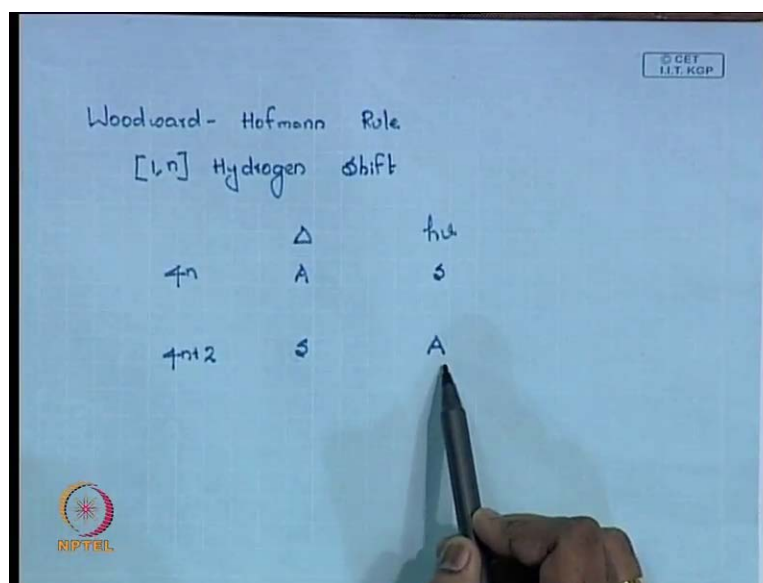 © CET
I.I.T. KGP
Woodward - Hofmann Rule
[1,n] Hydrogen Shift
Δ hν
4n A S
4n+2 S A
NPTEL